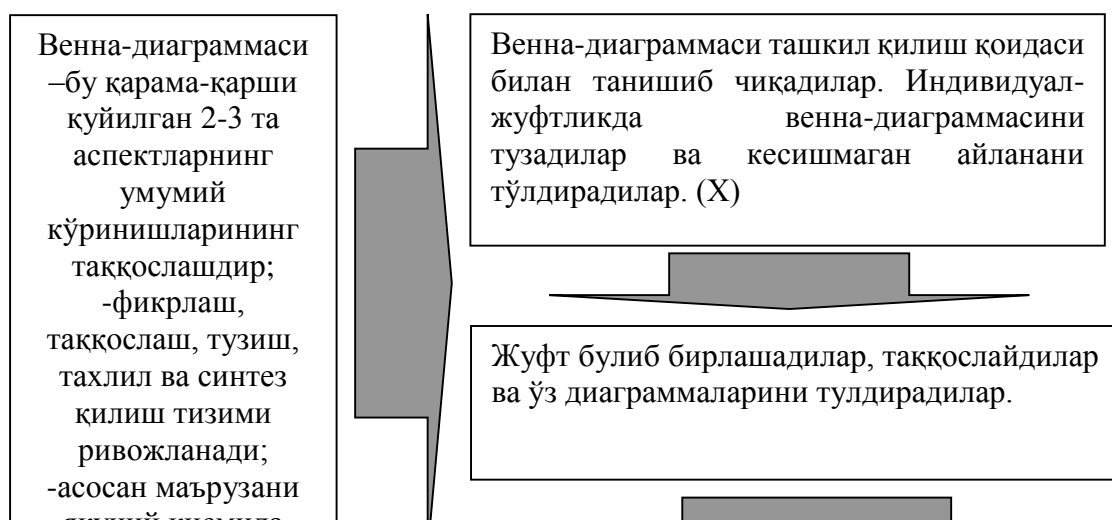 Венна-диаграммаси
–бу қарама-қарши
қуйилган 2-3 та
аспектларнинг
умумий
кўринишларининг
таққослашдир;
-фикрлаш,
таққослаш, тузиш,
тахлил ва синтез
қилиш тизими
ривожланади;
-асосан маърузани
Венна-диаграммаси ташкил қилиш қоидаси
билан танишиб чиқадилар. Индивидуал-
жуфтликда венна-диаграммасини
тузадилар ва кесишмаган айланани
тўлдирадилар. (Х)
Жуфт булиб бирлашадилар, таққослайдилар
ва ўз диаграммаларини тулдирадилар.